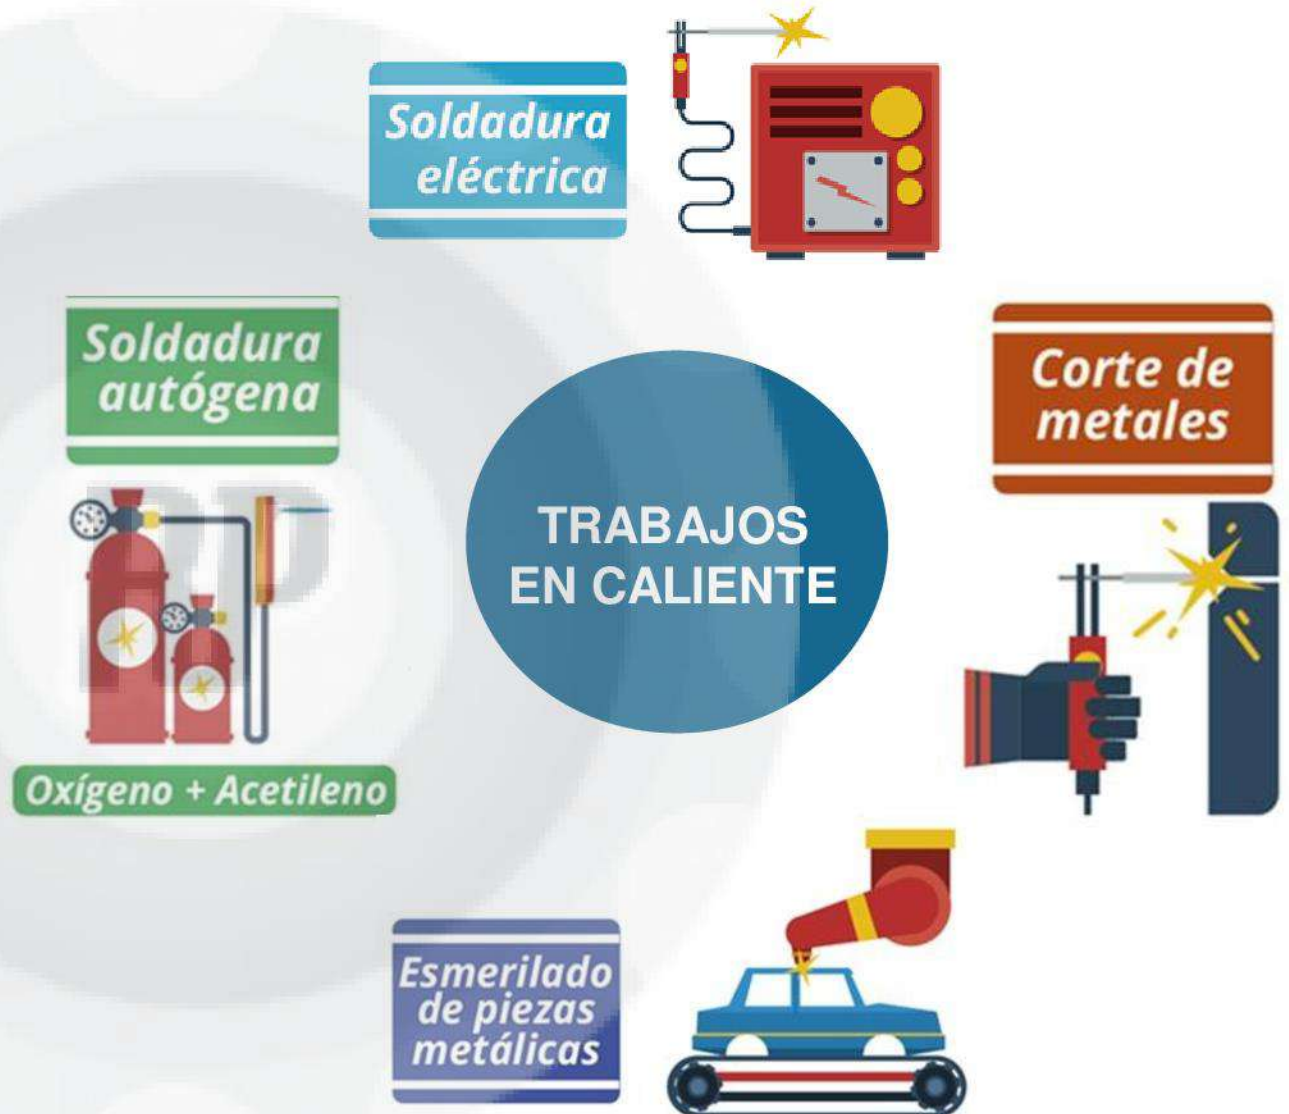 Soldadura
eléctrica
Soldadura
autógena
Corte de
metales
TRABAJOS
EN CALIENTE
Oxígeno + Acetileno
Esmerilado
de piezas
metálicas